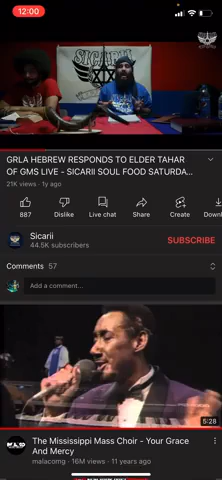 12:00
SICARII
GRLA HEBREW RESPONDS TO ELDER TAHAR
OF GMS LIVE - SICARII SOUL FOOD SATURDA...
21K views · 1y ago
887
Dislike
Live chat
Share
Create
Downl
Sicarii
44.5K subscribers
SUBSCRIBE
Comments 57
Add a comment...
5:28
The Mississippi Mass Choir - Your Grace
And Mercy
malacomg · 16M views · 11 years ago